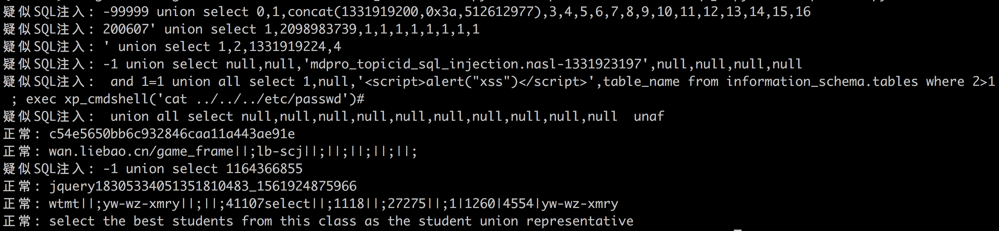 疑似SQL注入: -99999 union select 0,1,concat(1331919200,0x3a,512612977),3,4,5,6,7,8,9,10,11,12,13,14,15,16
疑似SQL注入: 200607' union select 1,2098983739,1,1,1,1,1,1,1,1
疑似SQL注入: ' union select 1,2,1331919224,4
疑似SQL注入: -1 union select null,null,'mdpro_topicid_sql_injection.nasl-1331923197',null,null,null,null
疑似SQL注入:  and 1=1 union all select 1,null,'<script>alert("xss")</script>',table_name from information_schema.tables where 2>1
 ; exec xp_cmdshell('cat ../../../etc/passwd')#
疑似SQL注入:  union all select null,null,null,null,null,null,null,null,null,null  unaf
正常: c54e5650bb6c932846caa11a443ae91e
正常: wan.liebao.cn/game_frame||;lb-scj||;||;||;||;||;
疑似SQL注入: -1 union select 1164366855
正常: jquery18305334051351810483_1561924875966
正常: wtmt||;yw-wz-xmry||;||;41107select||;1118||;27275||;1|1260|4554|yw-wz-xmry
正常: select the best students from this class as the student union representative